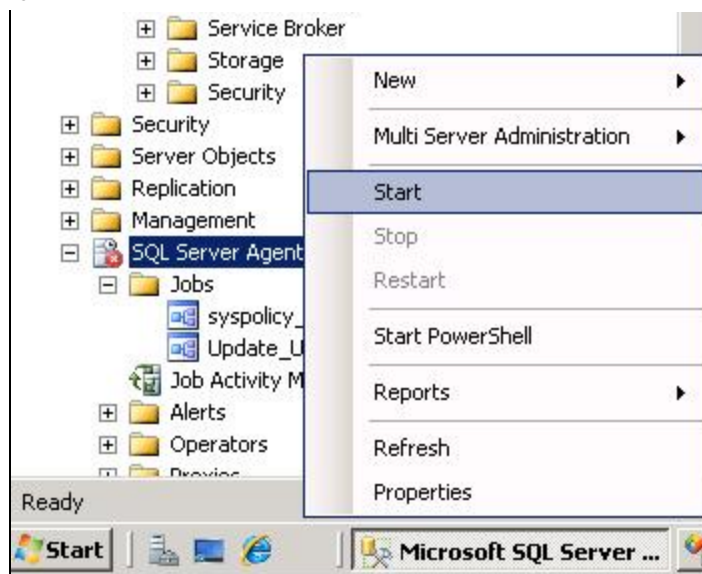 Service Broker
Storage
Security
Security
Server Objects
Replication
Management
SQL Server Agent
Jobs
syspolicy_
Update_U
Job Activity M
Alerts
Operators
New
Multi Server Administration
Start
Stop
Restart
Start PowerShell
Reports
Refresh
Properties
Ready
Start
Microsoft SQL Server ...